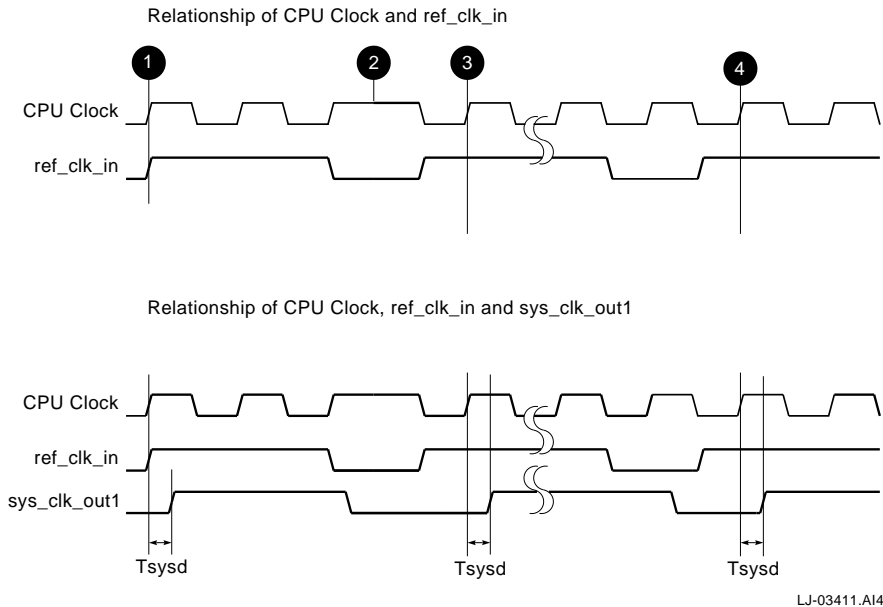 Relationship of CPU Clock and ref_clk_in
1 2 3 4
CPU Clock
ref_clk_in
Relationship of CPU Clock, ref_clk_in and sys_clk_out1
CPU Clock
ref_clk_in
sys_clk_out1
Tsysd Tsysd Tsysd
LJ-03411.AI4